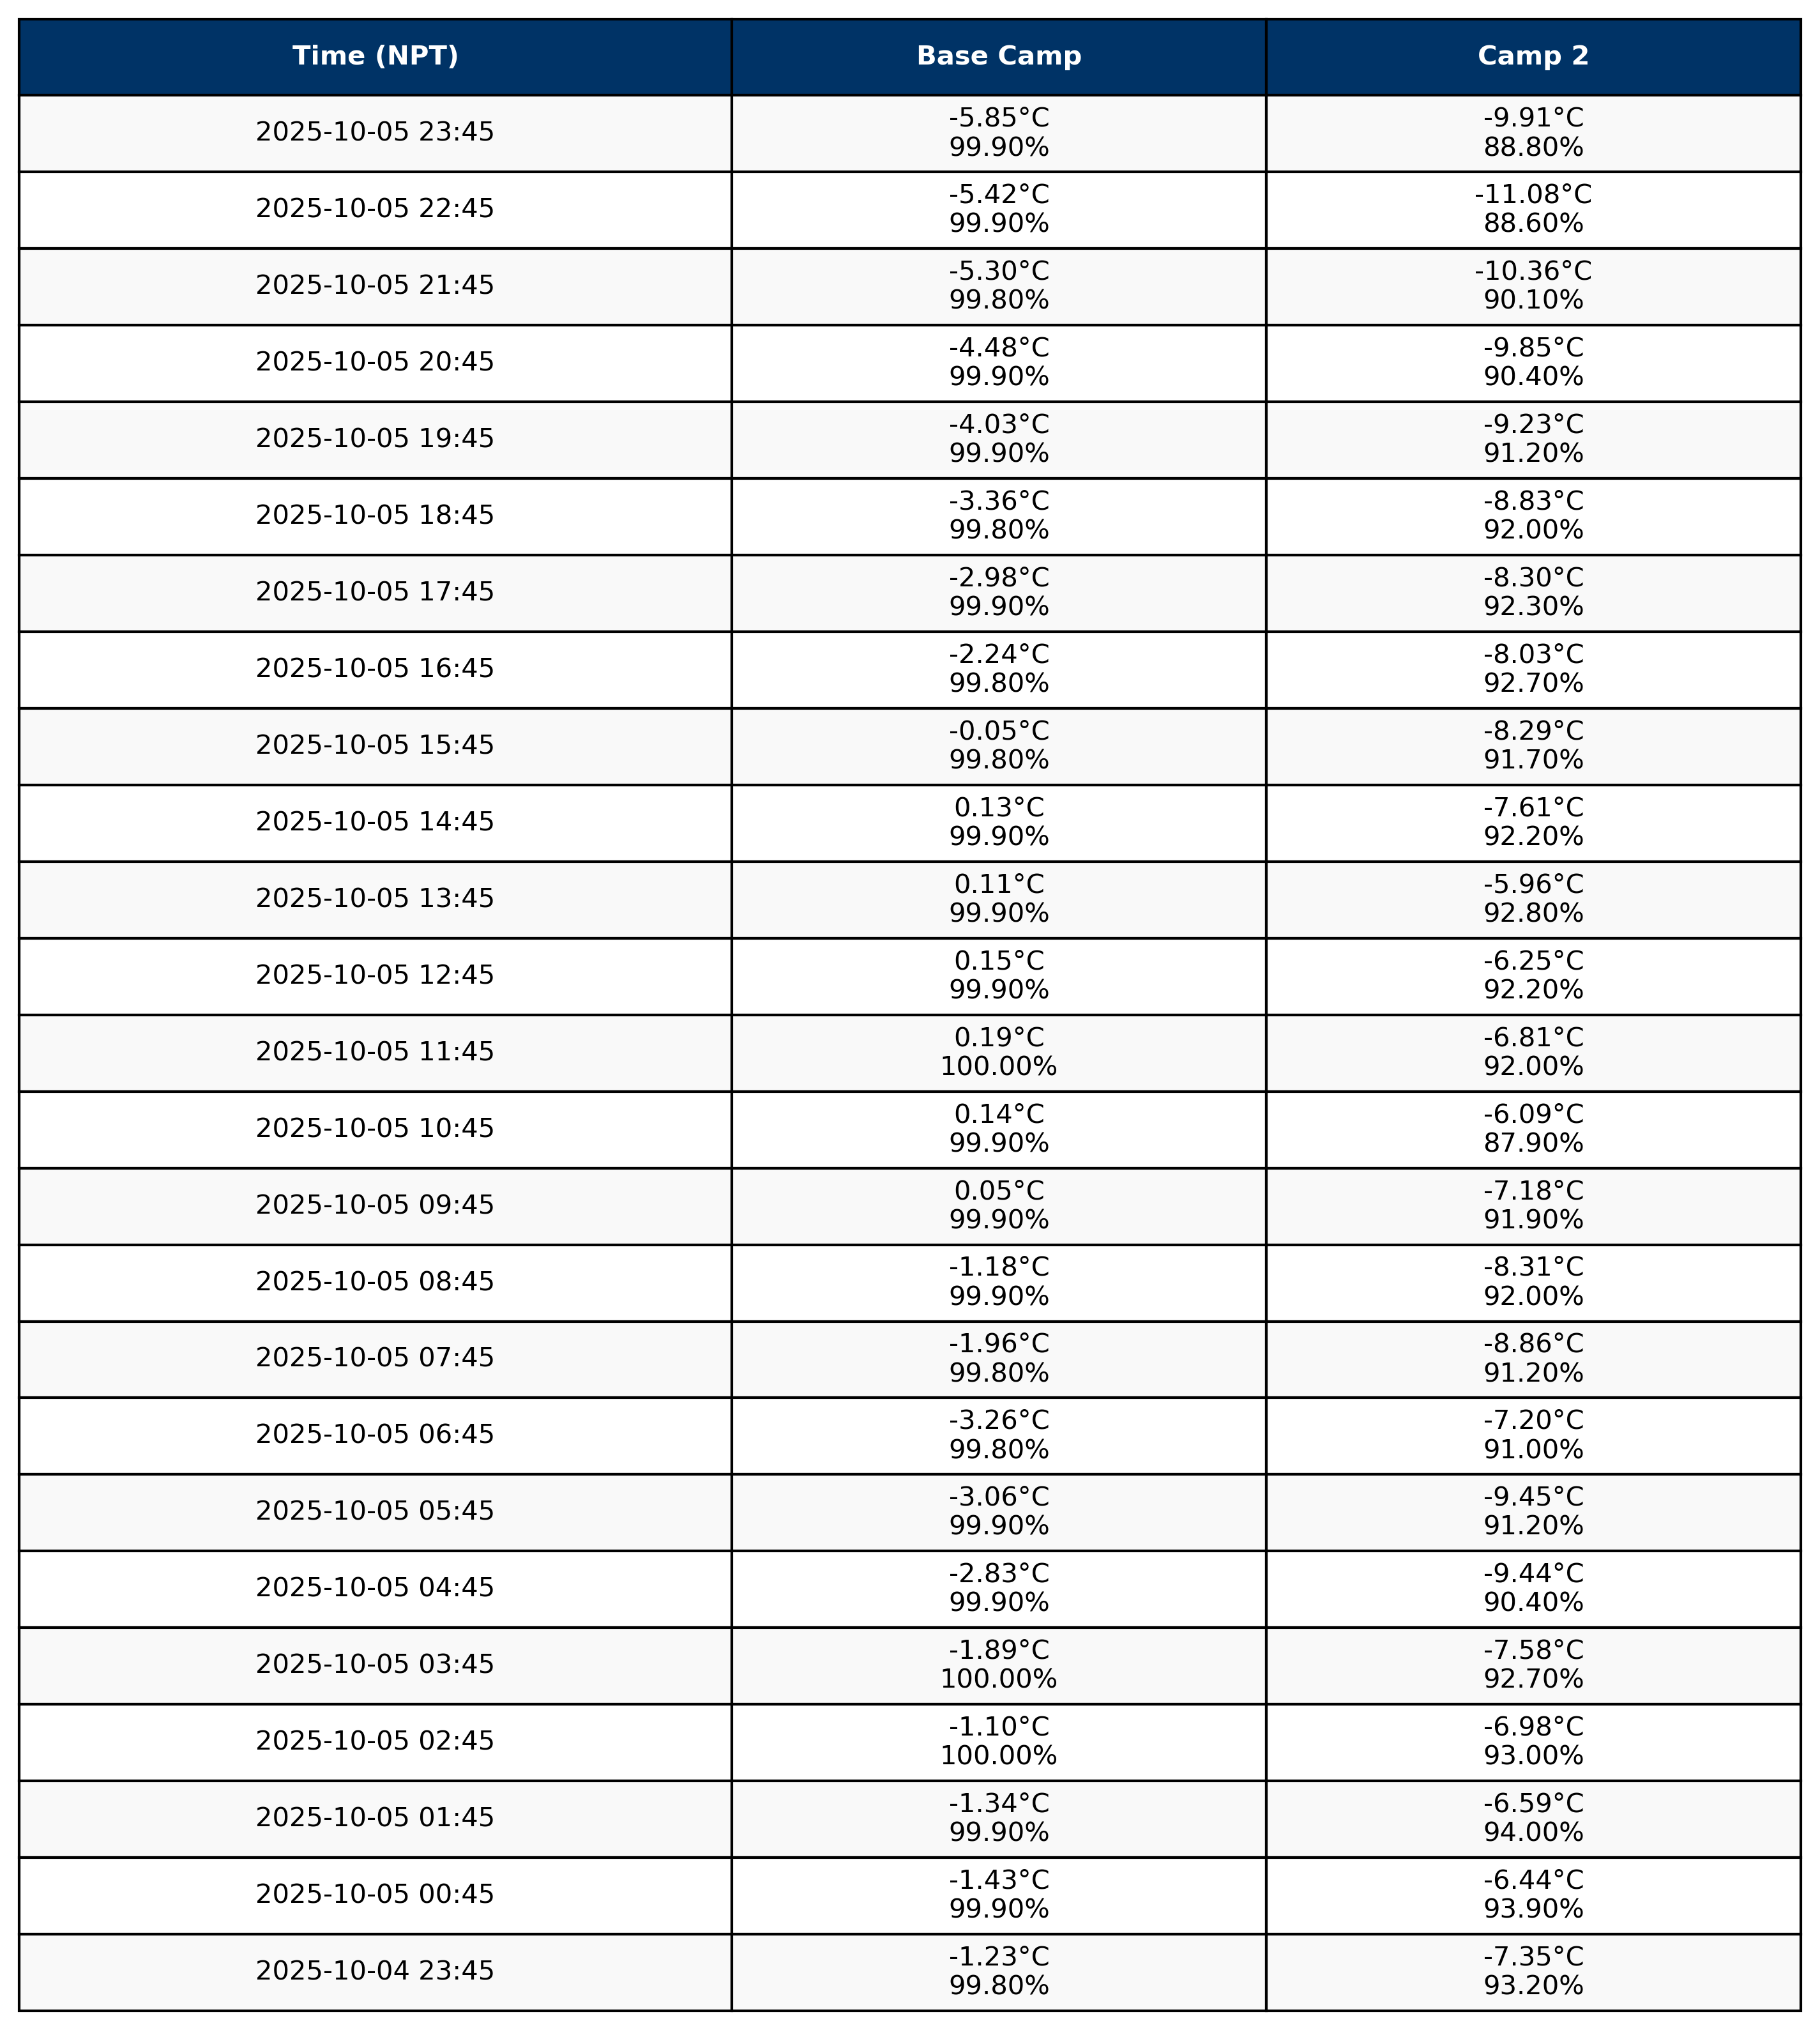 Time (NPT) Base Camp Camp 2
2025-10-05 23:45 -5.85°C -9.91°C
99.90% 88.80%
2025-10-05 22:45 -5.42°C -11.08°C
99.90% 88.60%
2025-10-05 21:45 -5.30°C -10.36°C
99.80% 90.10%
2025-10-05 20:45 -4.48°C -9.85°C
99.90% 90.40%
2025-10-05 19:45 -4.03°C -9.23°C
99.90% 91.20%
2025-10-05 18:45 -3.36°C -8.83°C
99.80% 92.00%
2025-10-05 17:45 -2.98°C -8.30°C
99.90% 92.30%
2025-10-05 16:45 -2.24°C -8.03°C
99.80% 92.70%
2025-10-05 15:45 -0.05°C -8.29°C
99.80% 91.70%
2025-10-05 14:45 0.13°C -7.61°C
99.90% 92.20%
2025-10-05 13:45 0.11°C -5.96°C
99.90% 92.80%
2025-10-05 12:45 0.15°C -6.25°C
99.90% 92.20%
2025-10-05 11:45 0.19°C -6.81°C
100.00% 92.00%
2025-10-05 10:45 0.14°C -6.09°C
99.90% 87.90%
2025-10-05 09:45 0.05°C -7.18°C
99.90% 91.90%
2025-10-05 08:45 -1.18°C -8.31°C
99.90% 92.00%
2025-10-05 07:45 -1.96°C -8.86°C
99.80% 91.20%
2025-10-05 06:45 -3.26°C -7.20°C
99.80% 91.00%
2025-10-05 05:45 -3.06°C -9.45°C
99.90% 91.20%
2025-10-05 04:45 -2.83°C -9.44°C
99.90% 90.40%
2025-10-05 03:45 -1.89°C -7.58°C
100.00% 92.70%
2025-10-05 02:45 -1.10°C -6.98°C
100.00% 93.00%
2025-10-05 01:45 -1.34°C -6.59°C
99.90% 94.00%
2025-10-05 00:45 -1.43°C -6.44°C
99.90% 93.90%
2025-10-04 23:45 -1.23°C -7.35°C
99.80% 93.20%